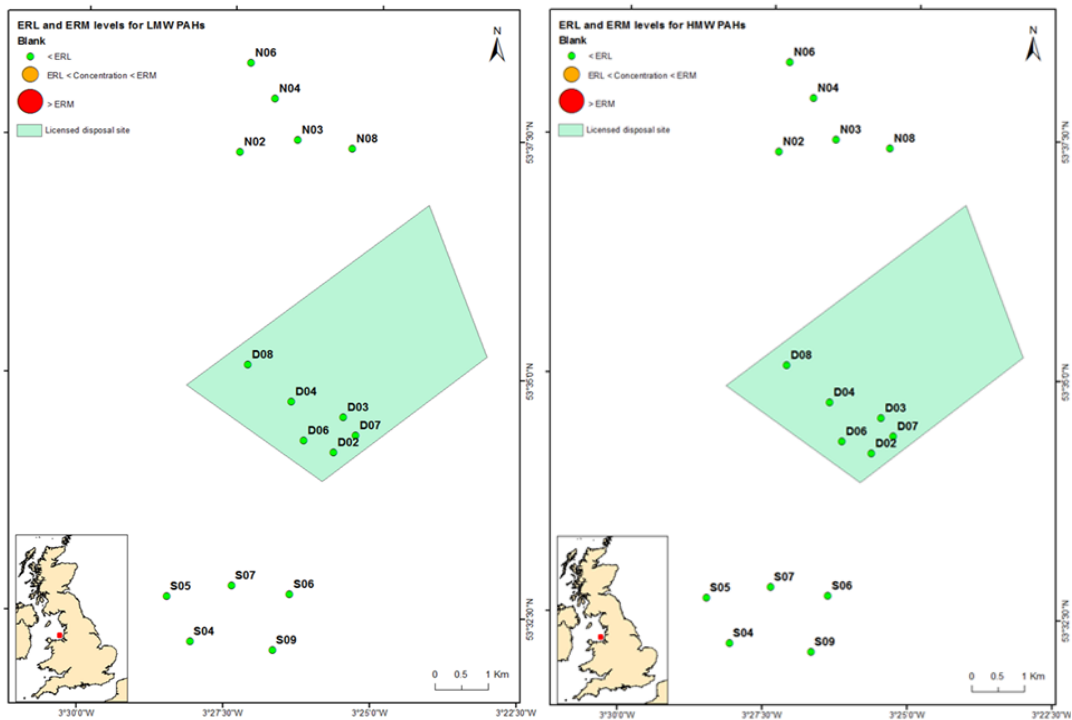 ERL and ERM levels for LMW PAHs
Blank
< ERL
ERL < Concentration < ERM
> ERM
Licensed disposal site
N
N06
N04
N03
N02
N08
53°37'30"N
D08
D04
D03
D07
D06
D02
53°35'0"N
S07
S05
S06
S04
S09
53°32'30"N
0 0.5 1 Km
3°30'0"W 3°27'30"W 3°25'0"W 3°22'30"W
ERL and ERM levels for HMW PAHs
Blank
< ERL
ERL < Concentration < ERM
> ERM
Licensed disposal site
N
N06
N04
N03
N02
N08
53°37'30"N
D08
D04
D03
D07
D06
D02
53°35'0"N
S07
S05
S06
S04
S09
53°32'30"N
0 0.5 1 Km
3°30'0"W 3°27'30"W 3°25'0"W 3°22'30"W